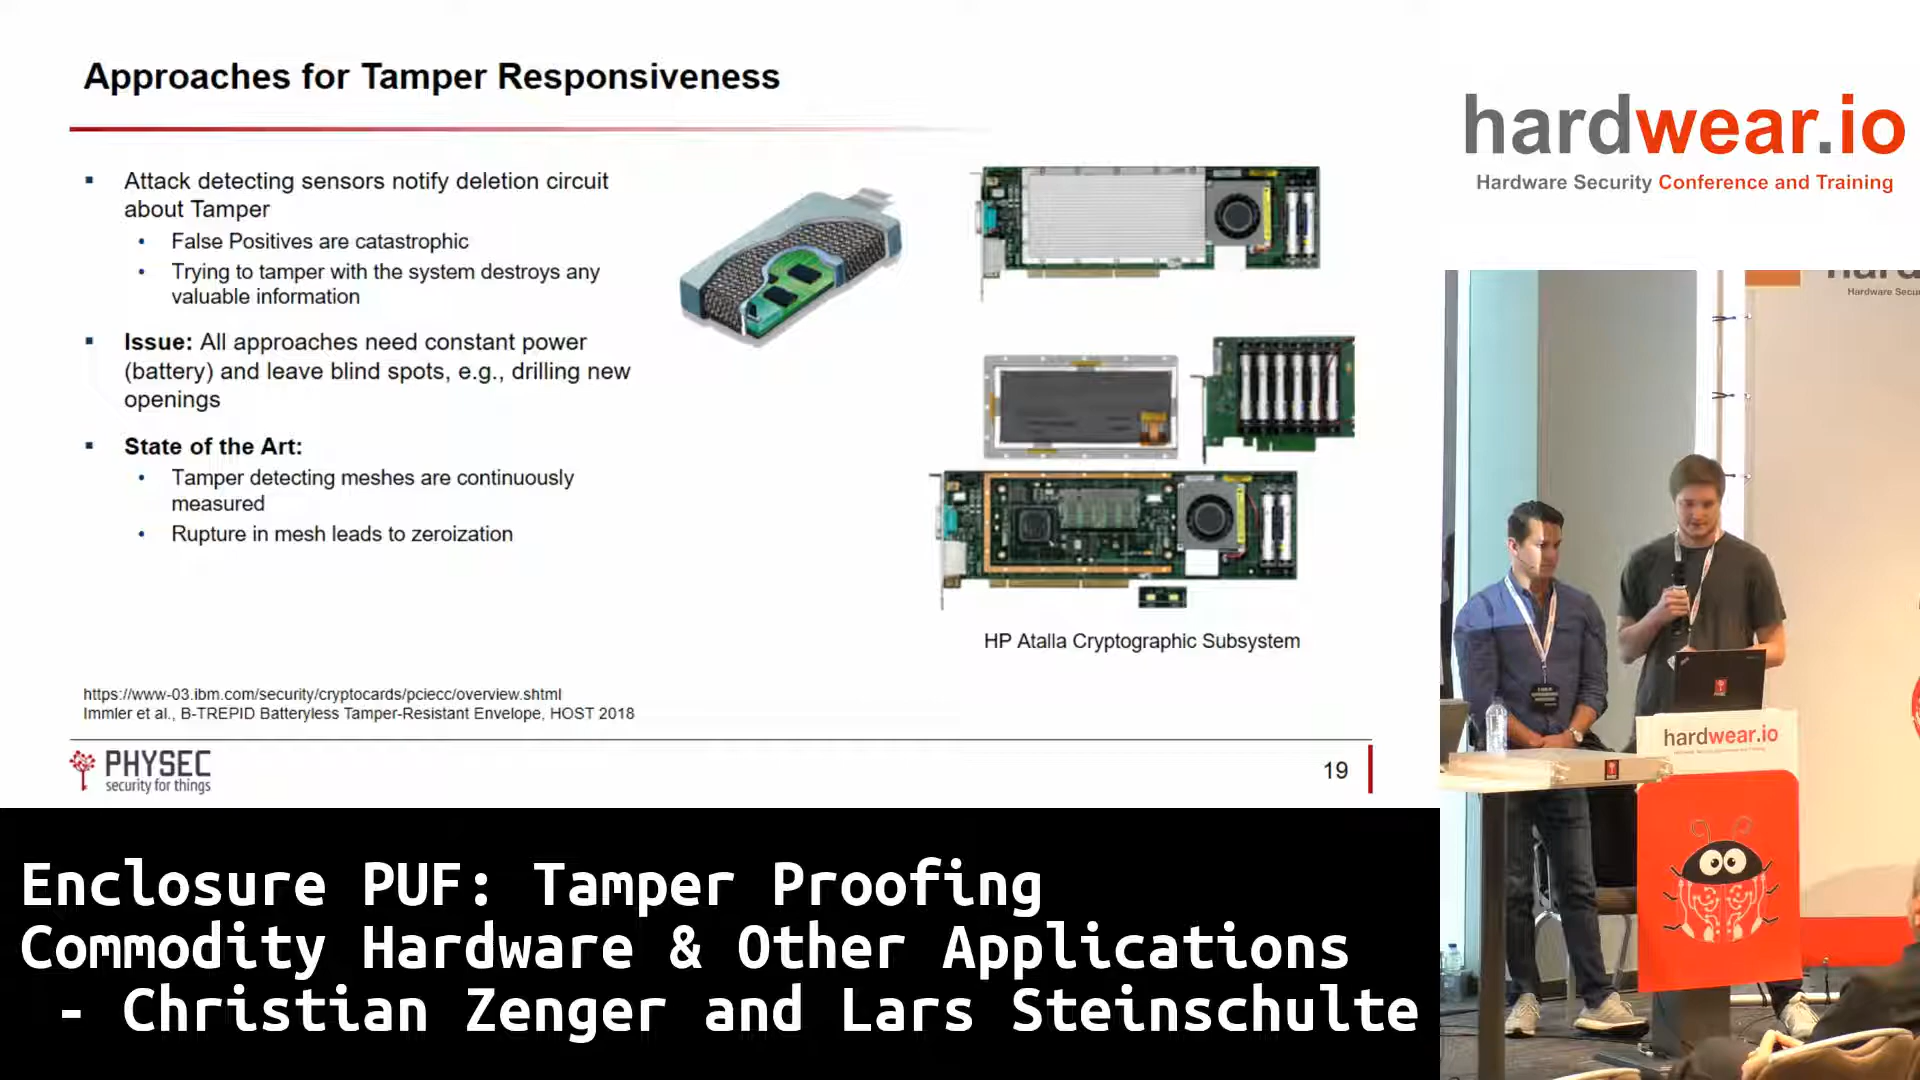 Approaches for Tamper Responsiveness
▪ Attack detecting sensors notify deletion circuit
about Tamper
• False Positives are catastrophic
• Trying to tamper with the system destroys any
valuable information
▪ Issue: All approaches need constant power
(battery) and leave blind spots, e.g., drilling new
openings
▪ State of the Art:
• Tamper detecting meshes are continuously
measured
• Rupture in mesh leads to zeroization
HP Atalla Cryptographic Subsystem
https://www-03.ibm.com/security/cryptocards/pciecc/overview.shtml
Immler et al., B-TREPID Batteryless Tamper-Resistant Envelope, HOST 2018
PHYSEC
security for things
19
hardwear.io
Hardware Security Conference and Training
Hardware Secu
hardwear.io
Enclosure PUF: Tamper Proofing
Commodity Hardware & Other Applications
- Christian Zenger and Lars Steinschulte